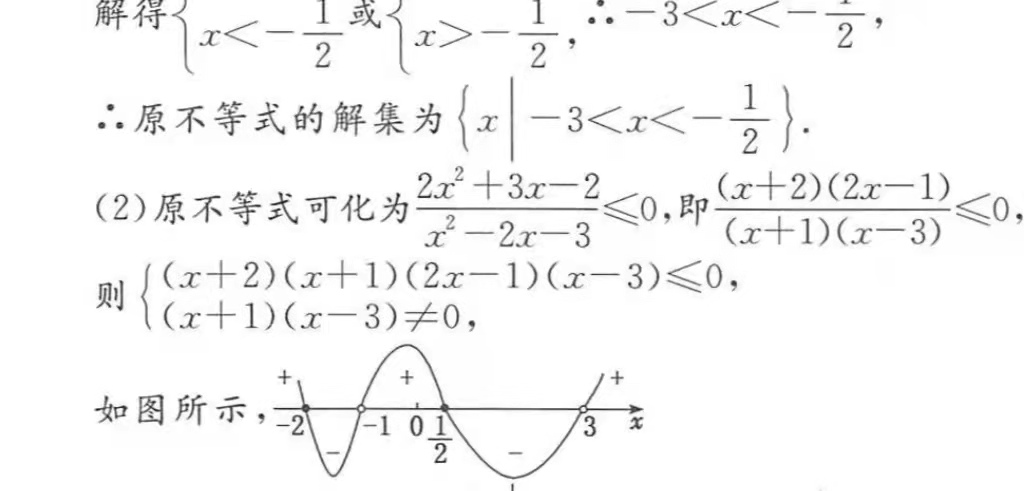 解得{x<-1/2或{x>-1/2,∴-3<x<-1/2,
∴原不等式的解集为{x|-3<x<-1/2}.
(2)原不等式可化为(2x²+3x-2)/(x²-2x-3)≤0,即((x+2)(2x-1))/((x+1)(x-3))≤0,
则{(x+2)(x+1)(2x-1)(x-3)≤0,
(x+1)(x-3)≠0,
如图所示,
+ + +
-2 -1 0 1/2 3 x
- -